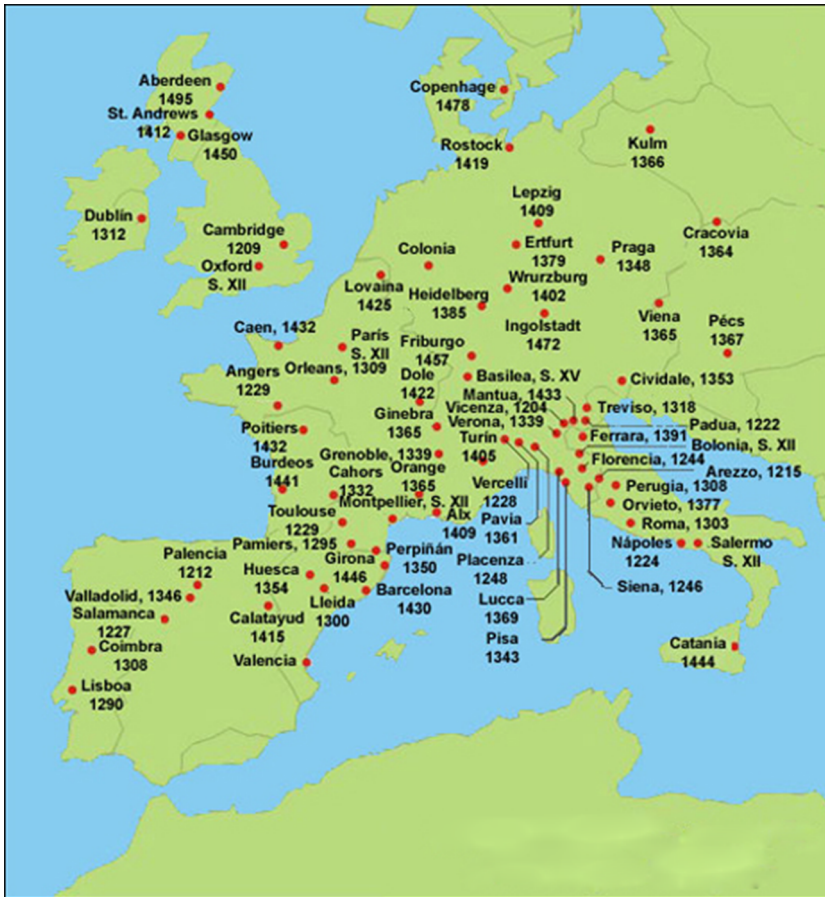 Aberdeen
1495
St. Andrews
1412
Glasgow
1450
Copenhage
1478
Rostock
1419
Kulm
1366
Dublín
1312
Cambridge
1209
Oxford
S. XII
Lepzig
1409
Ertfurt
1379
Colonia
Praga
1348
Cracovia
1364
Lovaina
1425
Heidelberg
1385
Wrurzburg
1402
Ingolstadt
1472
Viena
1365
Pécs
1367
Caen, 1432
París
S. XII
Friburgo
1457
Angers
1229
Orleans, 1309
Dole
1422
Basilea, S. XV
Cividale, 1353
Mantua, 1433
Vicenza, 1204
Verona, 1339
Treviso, 1318
Padua, 1222
Poitiers
1432
Ginebra
1365
Turín
1405
Ferrara, 1391
Bolonia, S. XII
Grenoble, 1339
Florencia, 1244
Arezzo, 1215
Burdeos
1441
Cahors
1332
Orange
1365
Vercelli
1228
Perugia, 1308
Orvieto, 1377
Montpellier, S. XII
Toulouse
1229
Aix
1409
Pavia
1361
Roma, 1303
Pamiers, 1295
Perpiñán
1350
Nápoles
1224
Salermo
S. XII
Palencia
1212
Huesca
1354
Girona
1446
Placenza
1248
Siena, 1246
Valladolid, 1346
Salamanca
1227
Lleida
1300
Barcelona
1430
Lucca
1369
Calatayud
1415
Coimbra
1308
Pisa
1343
Catania
1444
Valencia
Lisboa
1290